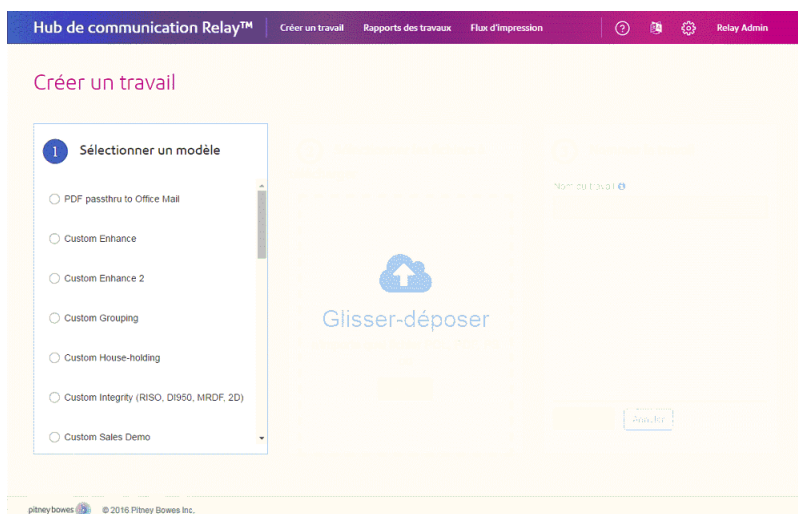 Hub de communication Relay™ Créer un travail Rapports des travaux Flux d'impression ? Relay Admin
Créer un travail
1 Sélectionner un modèle
PDF passthru to Office Mail
Custom Enhance
Custom Enhance 2
Custom Grouping
Custom House-holding
Custom Integrity (RISO, DI950, MRDF, 2D)
Custom Sales Demo
Glisser-déposer
Nom du travail
Annuler
pitney bowes © 2016 Pitney Bowes Inc.